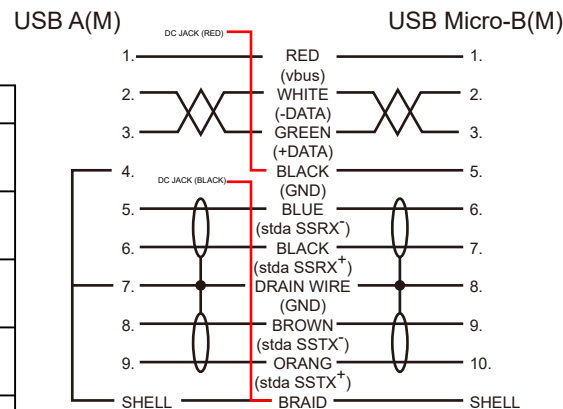 USB A(M) USB Micro-B(M)
DC JACK (RED)
1. RED 1.
(vbus)
2. WHITE 2.
(-DATA)
3. GREEN 3.
(+DATA)
4. BLACK 5.
DC JACK (BLACK)
(GND)
5. BLUE 6.
(stda SSRX-)
6. BLACK 7.
(stda SSRX+)
7. DRAIN WIRE 8.
(GND)
8. BROWN 9.
(stda SSTX-)
9. ORANG 10.
(stda SSTX+)
SHELL BRAID SHELL